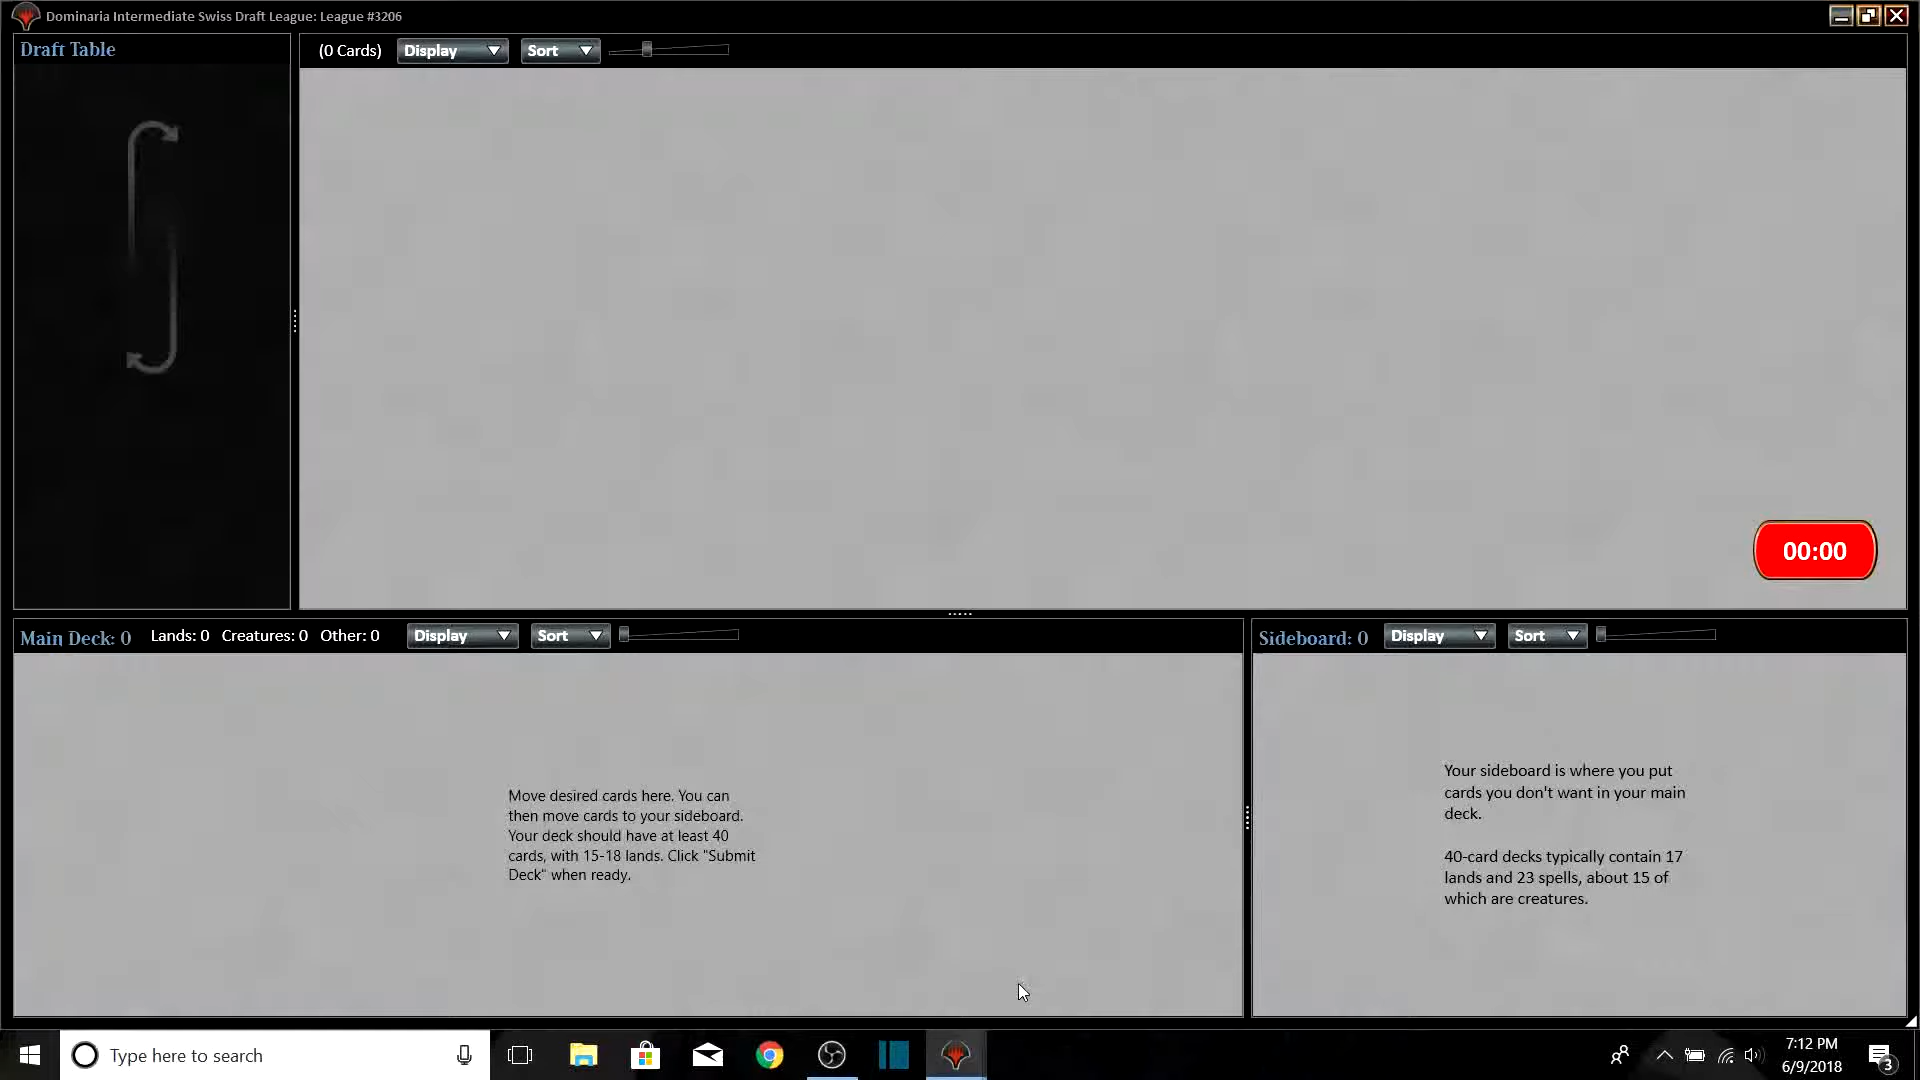 Dominaria Intermediate Swiss Draft League: League #3206
Draft Table
(0 Cards) Display Sort
00:00
Main Deck: 0 Lands: 0 Creatures: 0 Other: 0 Display Sort
Move desired cards here. You can
then move cards to your sideboard.
Your deck should have at least 40
cards, with 15-18 lands. Click "Submit
Deck" when ready.
Sideboard: 0 Display Sort
Your sideboard is where you put
cards you don't want in your main
deck.
40-card decks typically contain 17
lands and 23 spells, about 15 of
which are creatures.
Type here to search
7:12 PM
6/9/2018
3